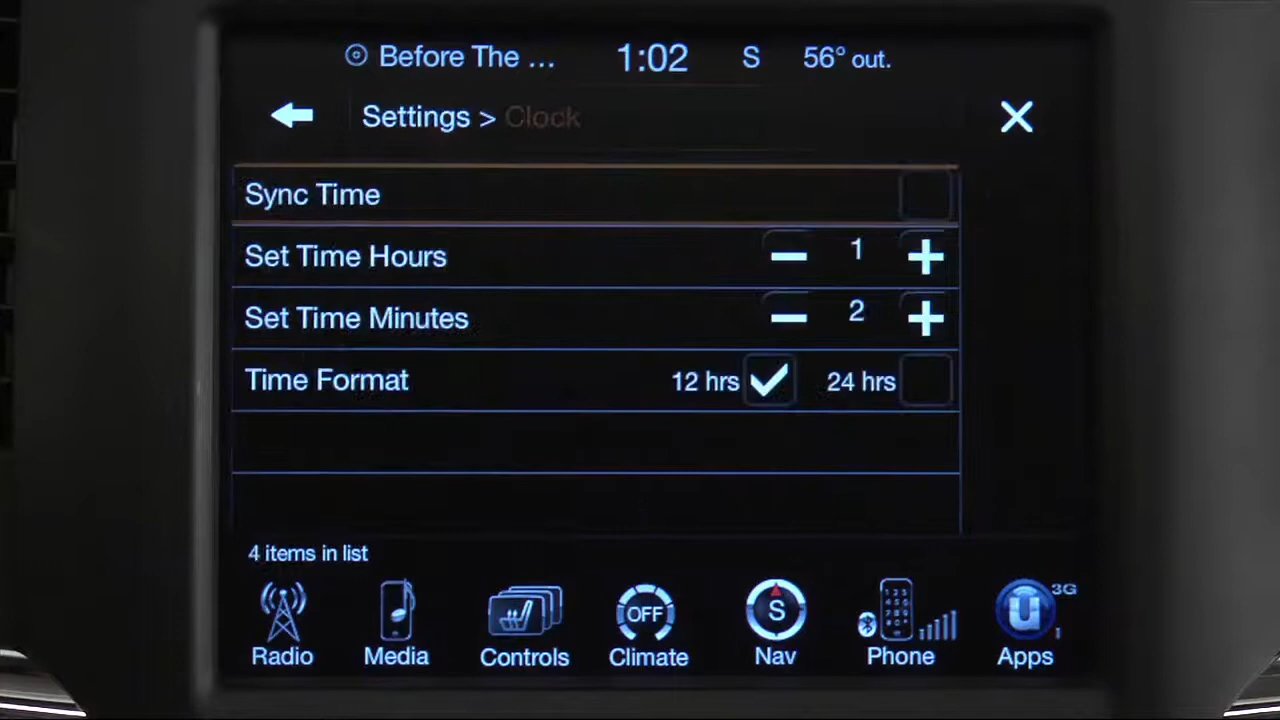 Before The ... 1:02 S 56° out.
Settings > Clock
Sync Time
Set Time Hours 1
Set Time Minutes 2
Time Format 12 hrs 24 hrs
4 items in list
OFF S U 3G
Radio Media Controls Climate Nav Phone Apps